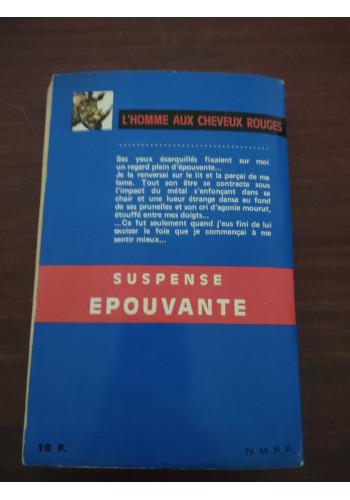 L'HOMME AUX CHEVEUX ROUGES
Ses yeux écarquillés fixaient sur moi
un regard plein d'épouvante...
Je la renversai sur le lit et la perçai de ma
lame. Tout son être se contracta sous
l'impact du métal s'enfonçant dans sa
chair et une lueur étrange dansa au fond
de ses prunelles et son cri d'agonie mourut,
étouffé entre mes doigts...
...Ce fut seulement quand j'eus fini de lui
exciser le foie que je commençai à me
sentir mieux...
SUSPENSE
EPOUVANTE
10 F.
N.M.P.P.